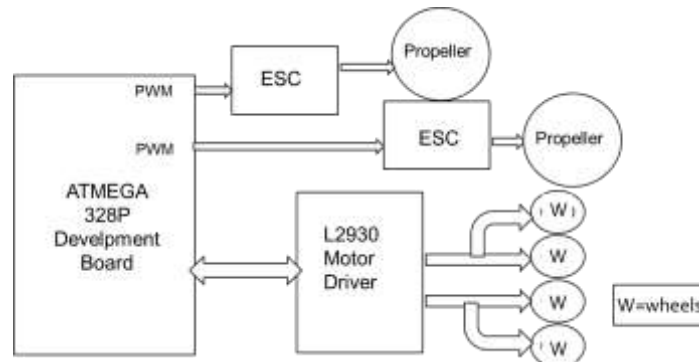 PWM
ESC
Propeller
PWM
ESC
Propeller
ATMEGA
328P
Develpment
Board
L2930
Motor
Driver
W
W
W
W
W=wheels